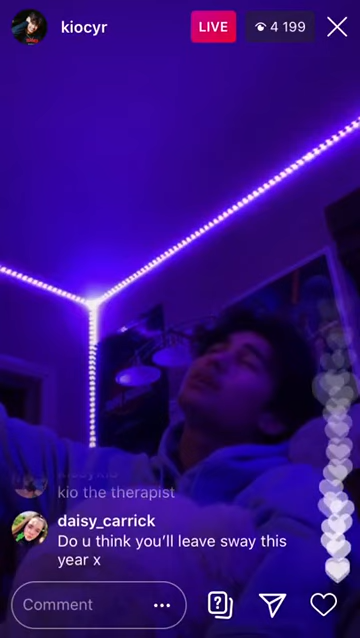 kiocyr
LIVE
4 199
kio the therapist
daisy_carrick
Do u think you'll leave sway this
year x
Comment